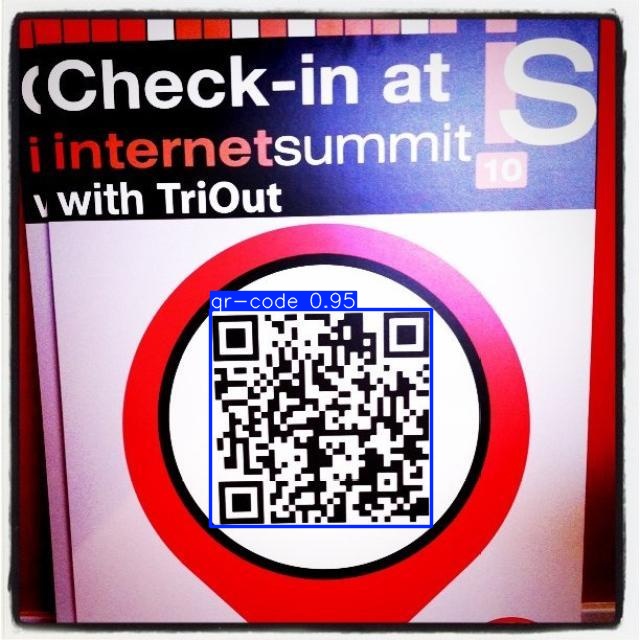 Check-in at
internetsummit
iS
10
with TriOut
qr-code 0.95